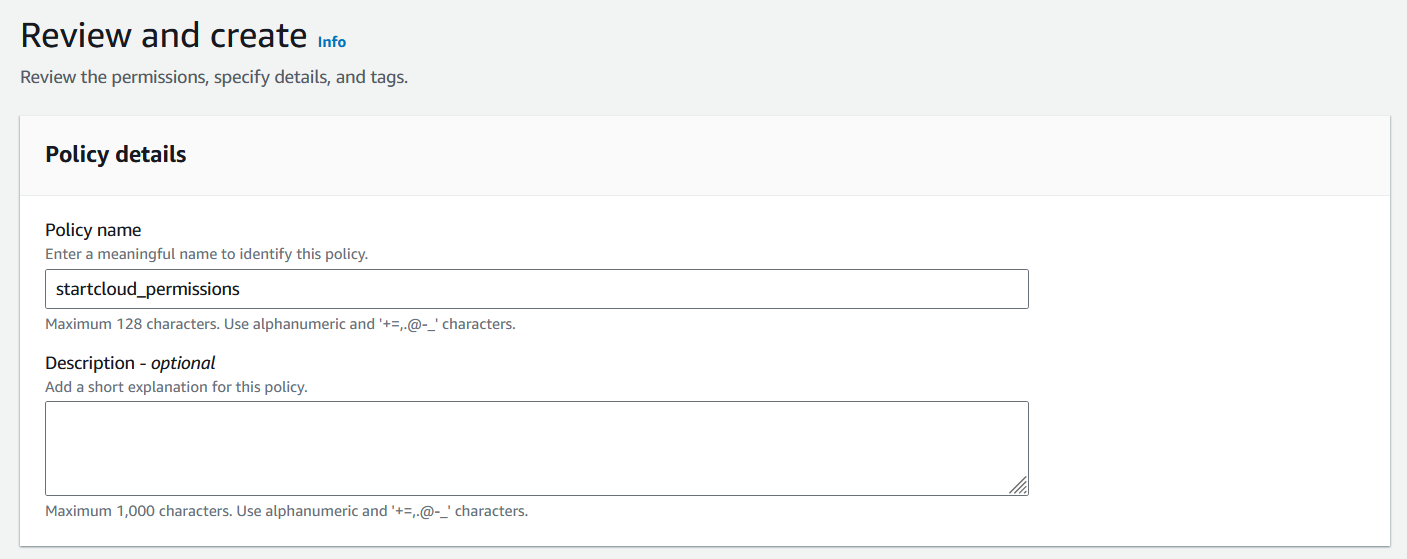 Review and create Info
Review the permissions, specify details, and tags.
Policy details
Policy name
Enter a meaningful name to identify this policy.
startcloud_permissions
Maximum 128 characters. Use alphanumeric and '+=,.@-_' characters.
Description - optional
Add a short explanation for this policy.
Maximum 1,000 characters. Use alphanumeric and '+=,.@-_' characters.